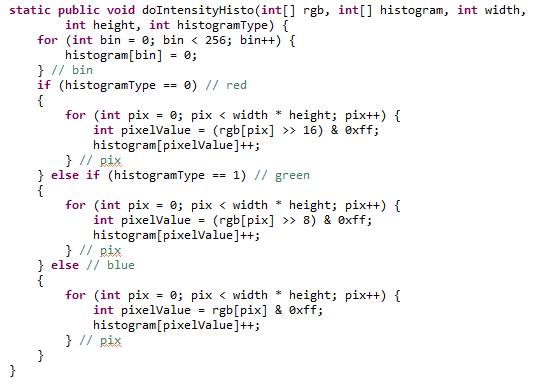 static public void doIntensityHisto(int[] rgb, int[] histogram, int width,
        int height, int histogramType) {
    for (int bin = 0; bin < 256; bin++) {
        histogram[bin] = 0;
    } // bin
    if (histogramType == 0) // red
    {
        for (int pix = 0; pix < width * height; pix++) {
            int pixelValue = (rgb[pix] >> 16) & 0xff;
            histogram[pixelValue]++;
        } // pix
    } else if (histogramType == 1) // green
    {
        for (int pix = 0; pix < width * height; pix++) {
            int pixelValue = (rgb[pix] >> 8) & 0xff;
            histogram[pixelValue]++;
        } // pix
    } else // blue
    {
        for (int pix = 0; pix < width * height; pix++) {
            int pixelValue = rgb[pix] & 0xff;
            histogram[pixelValue]++;
        } // pix
    }
}